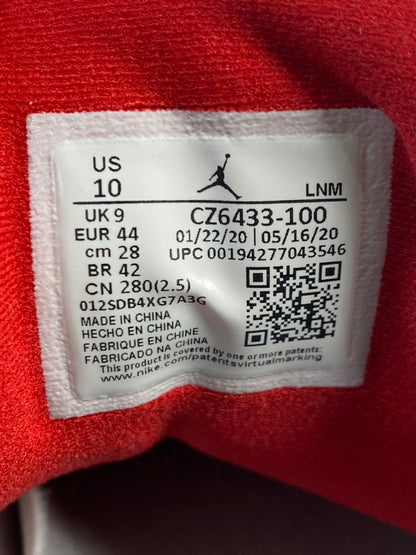 US
10
LNM
UK 9
CZ6433-100
EUR 44
01/22/20 | 05/16/20
cm 28
UPC 00194277043546
BR 42
CN 280(2.5)
012SDB4XG7A3G
MADE IN CHINA
HECHO EN CHINA
FABRIQUE EN CHINE
FABRICADO NA CHINA
This product is covered by one or more patents:
www.nike.com/patentsvirtualmarking